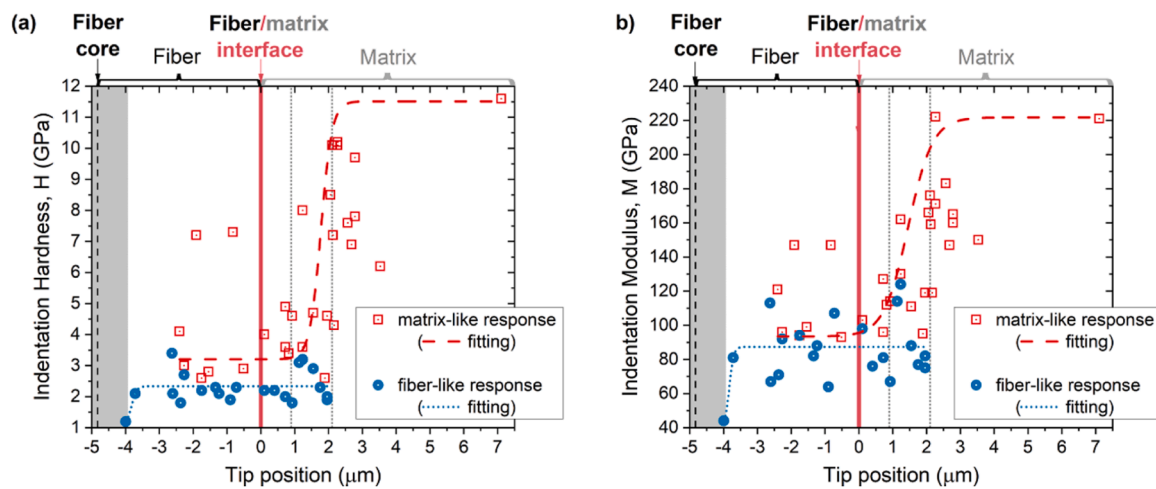 (a)
Fiber
core
Fiber/matrix
interface
Fiber
Matrix
Indentation Hardness, H (GPa)
12
11
10
9
8
7
6
5
4
3
2
1
-5 -4 -3 -2 -1 0 1 2 3 4 5 6 7
Tip position (μm)
matrix-like response
( fitting)
fiber-like response
( fitting)
b)
Fiber
core
Fiber/matrix
interface
Fiber
Matrix
Indentation Modulus, M (GPa)
240
220
200
180
160
140
120
100
80
60
40
-5 -4 -3 -2 -1 0 1 2 3 4 5 6 7
Tip position (μm)
matrix-like response
( fitting)
fiber-like response
( fitting)